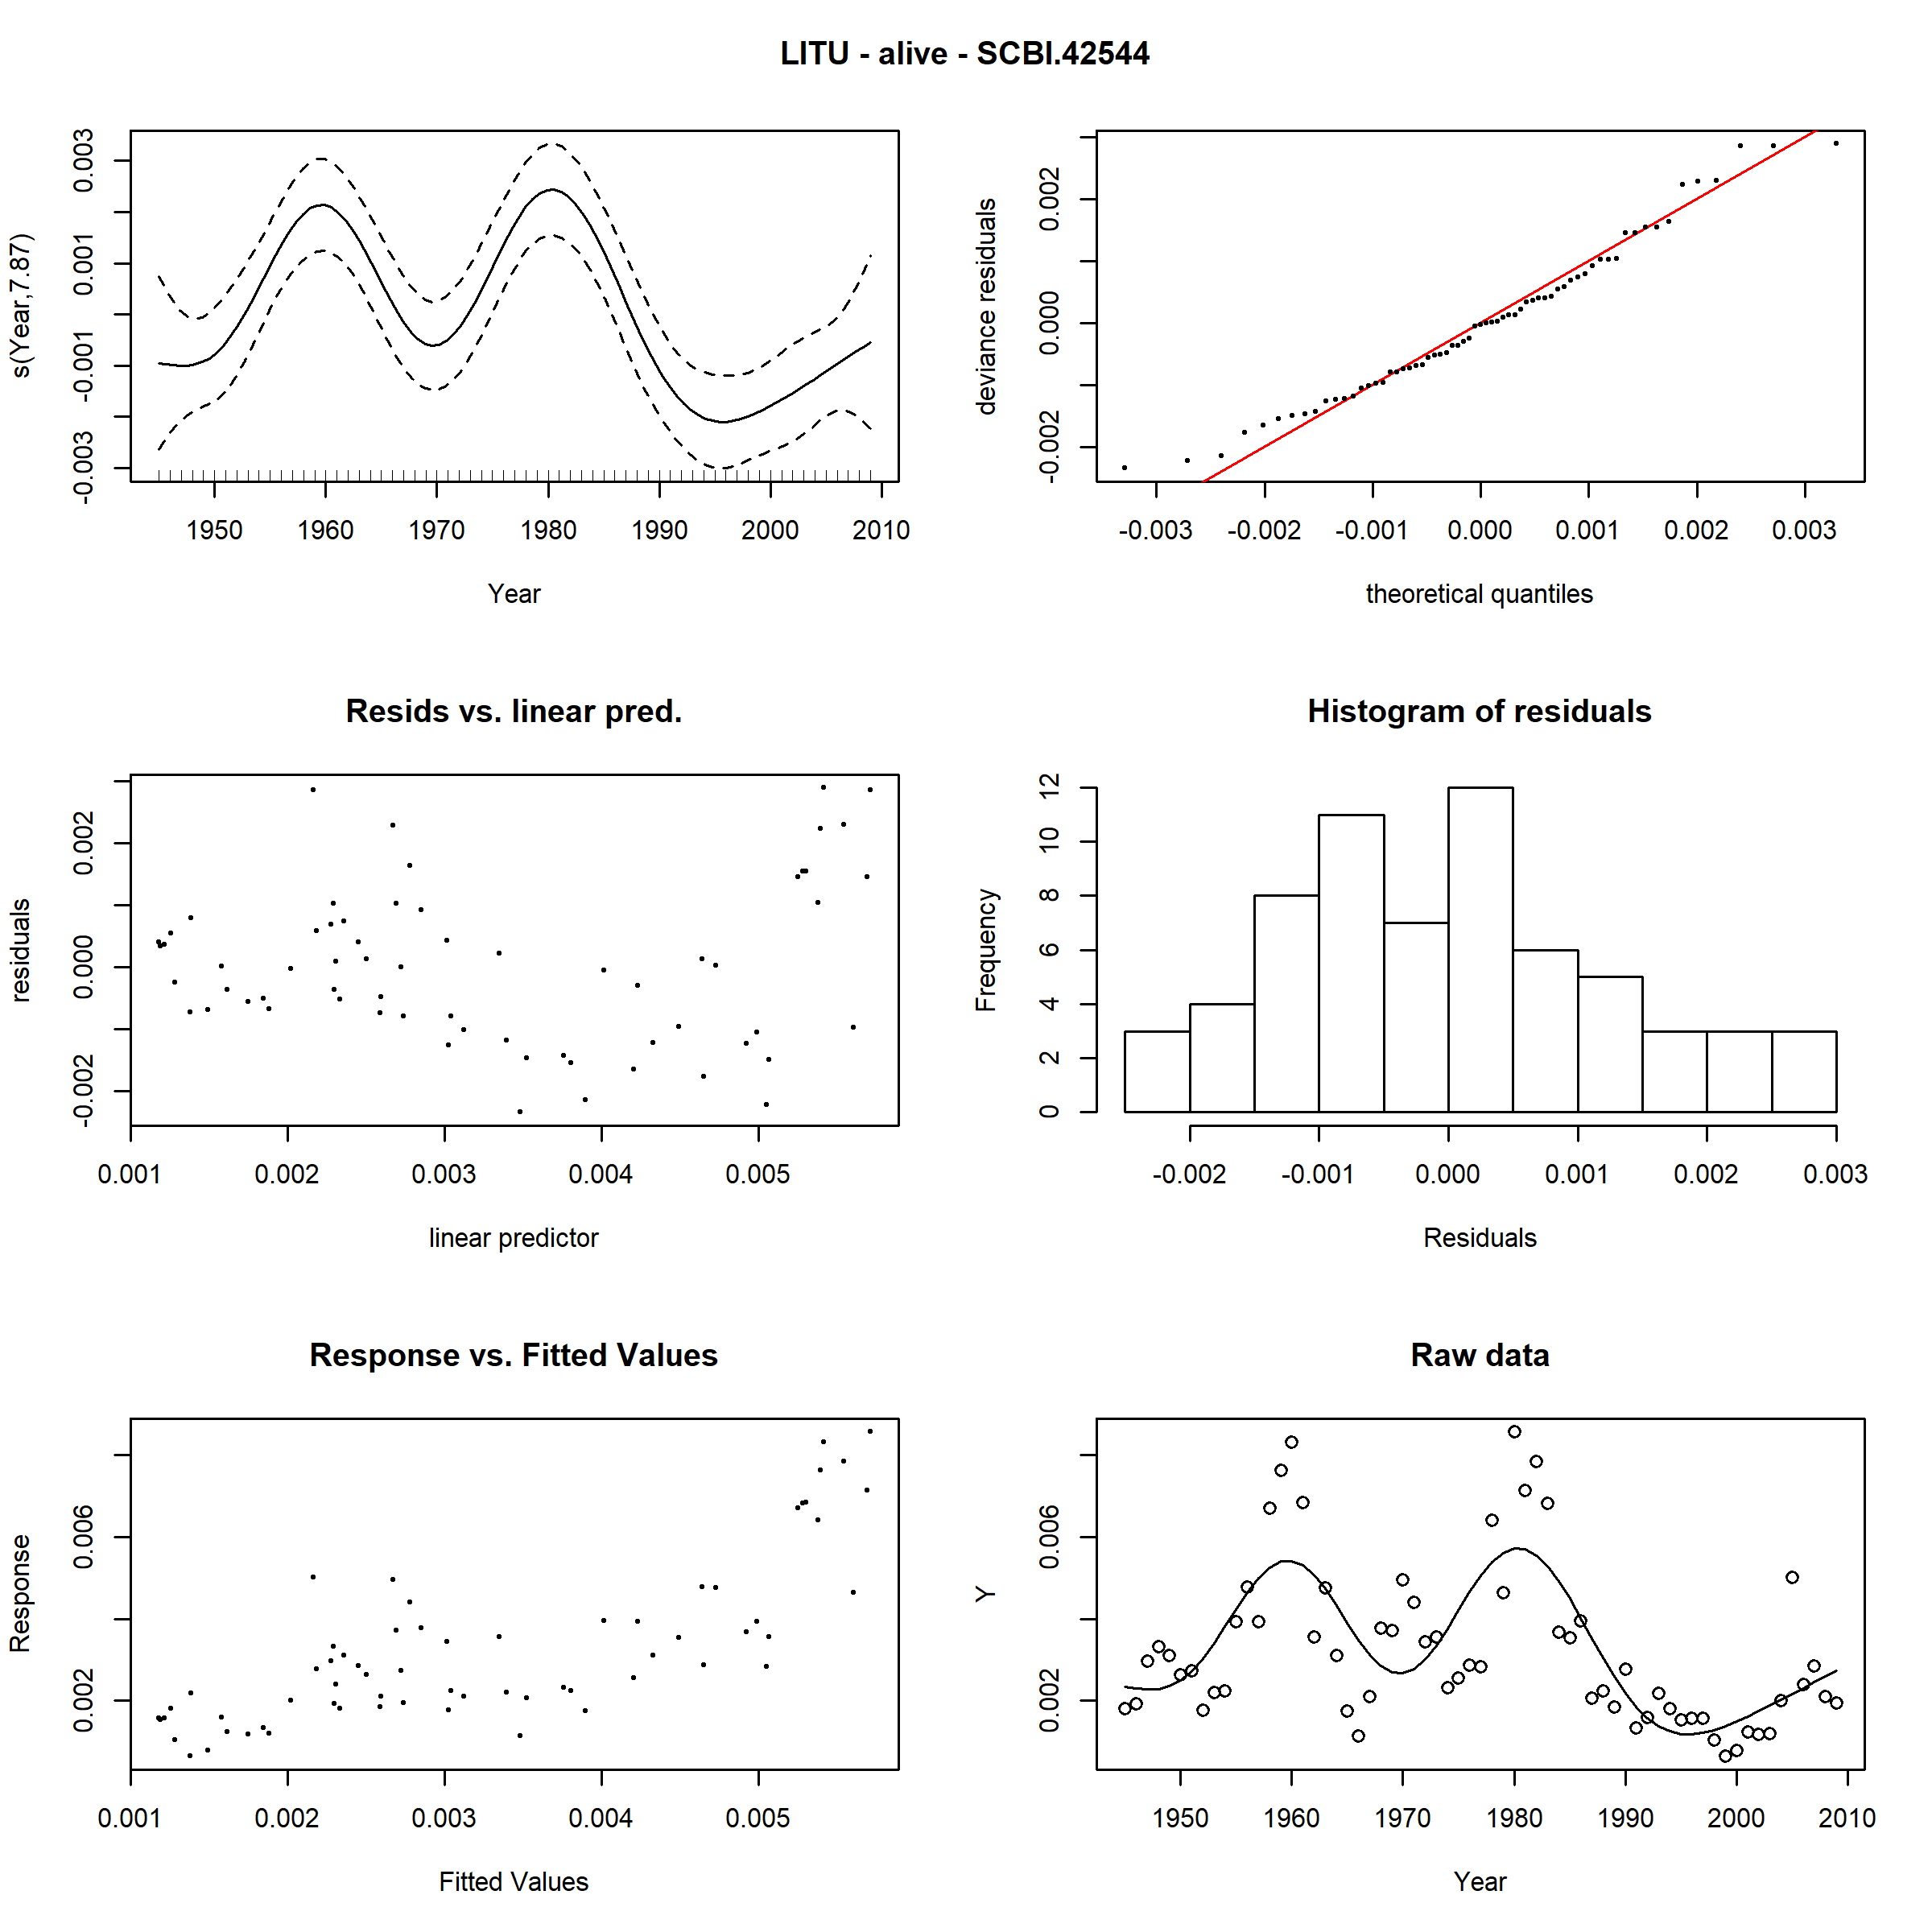 LITU - alive - SCBI.42544
s(Year,7.87)
-0.003 -0.001 0.001 0.003
1950 1960 1970 1980 1990 2000 2010
Year
deviance residuals
-0.002 0.000 0.002
-0.003 -0.002 -0.001 0.000 0.001 0.002 0.003
theoretical quantiles
Resids vs. linear pred.
residuals
-0.002 0.000 0.002
0.001 0.002 0.003 0.004 0.005
linear predictor
Histogram of residuals
Frequency
0 2 4 6 8 10 12
-0.002 -0.001 0.000 0.001 0.002 0.003
Residuals
Response vs. Fitted Values
Response
0.002 0.006
0.001 0.002 0.003 0.004 0.005
Fitted Values
Raw data
Y
0.002 0.006
1950 1960 1970 1980 1990 2000 2010
Year